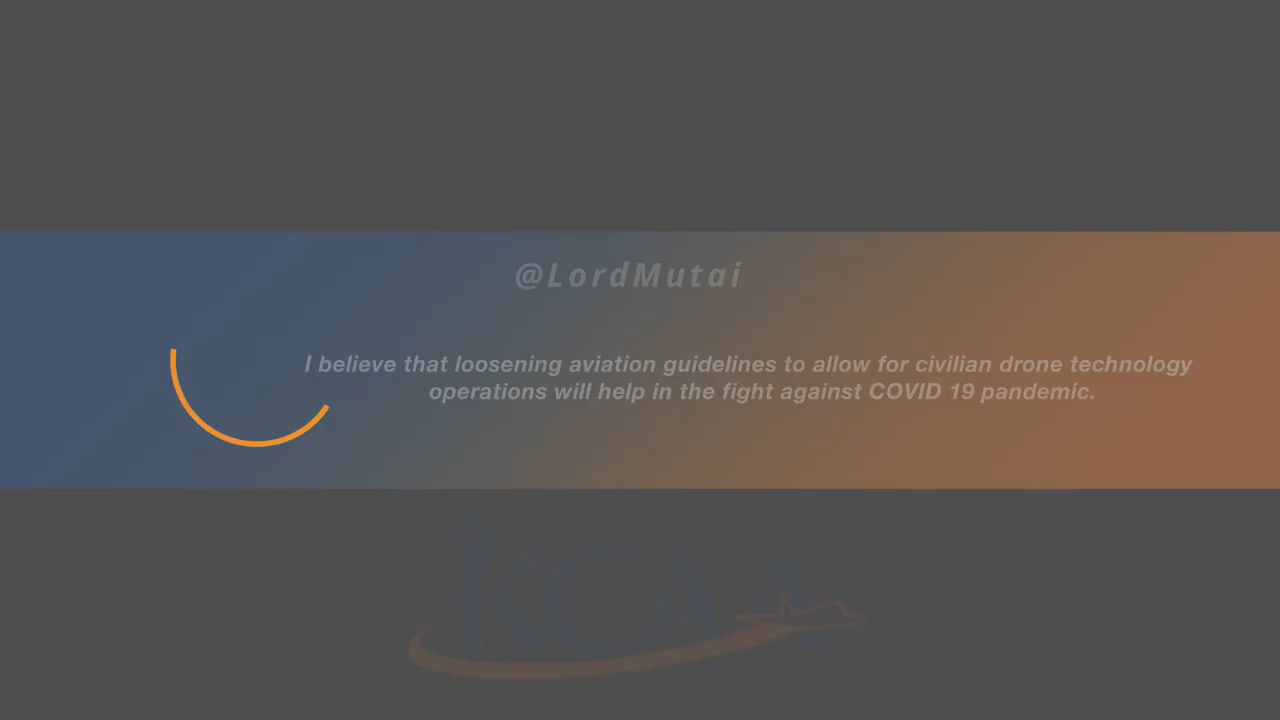 @LordMutai
I believe that loosening aviation guidelines to allow for civilian drone technology
operations will help in the fight against COVID 19 pandemic.
KCAA